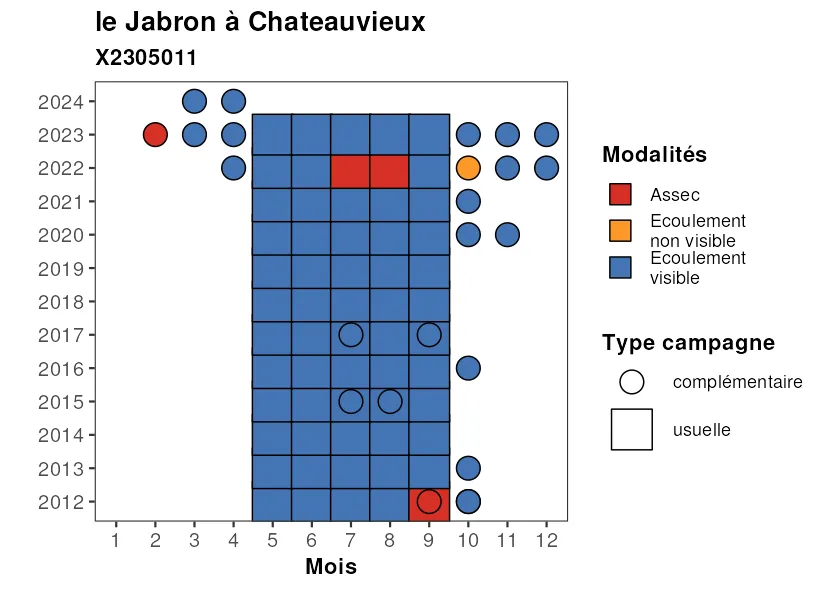 le Jabron à Chateauvieux
X2305011
2024
2023
2022
2021
2020
2019
2018
2017
2016
2015
2014
2013
2012
1 2 3 4 5 6 7 8 9 10 11 12
Mois
Modalités
Assec
Ecoulement
non visible
Ecoulement
visible
Type campagne
complémentaire
usuelle